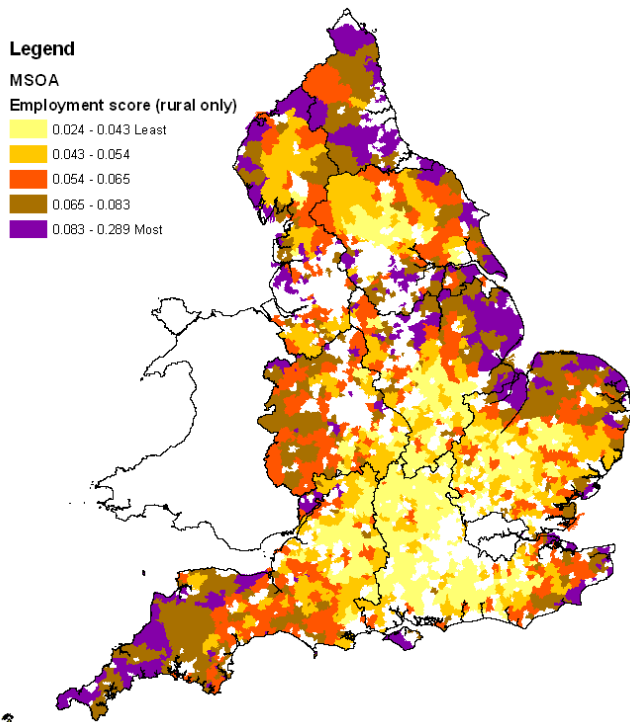 Legend
MSOA
Employment score (rural only)
0.024 - 0.043 Least
0.043 - 0.054
0.054 - 0.065
0.065 - 0.083
0.083 - 0.289 Most